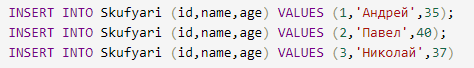 INSERT INTO Skufyari (id,name,age) VALUES (1,'Андрей',35);
INSERT INTO Skufyari (id,name,age) VALUES (2,'Павел',40);
INSERT INTO Skufyari (id,name,age) VALUES (3,'Николай',37)